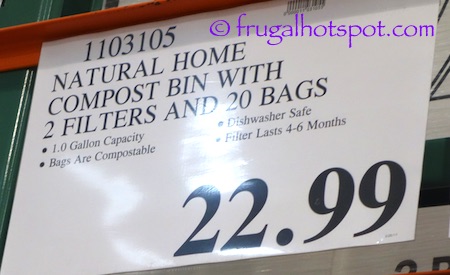 © frugalhotspot.com
1103105
NATURAL HOME
COMPOST BIN WITH
2 FILTERS AND 20 BAGS
• 1.0 Gallon Capacity
• Bags Are Compostable
• Dishwasher Safe
• Filter Lasts 4-6 Months
22.99